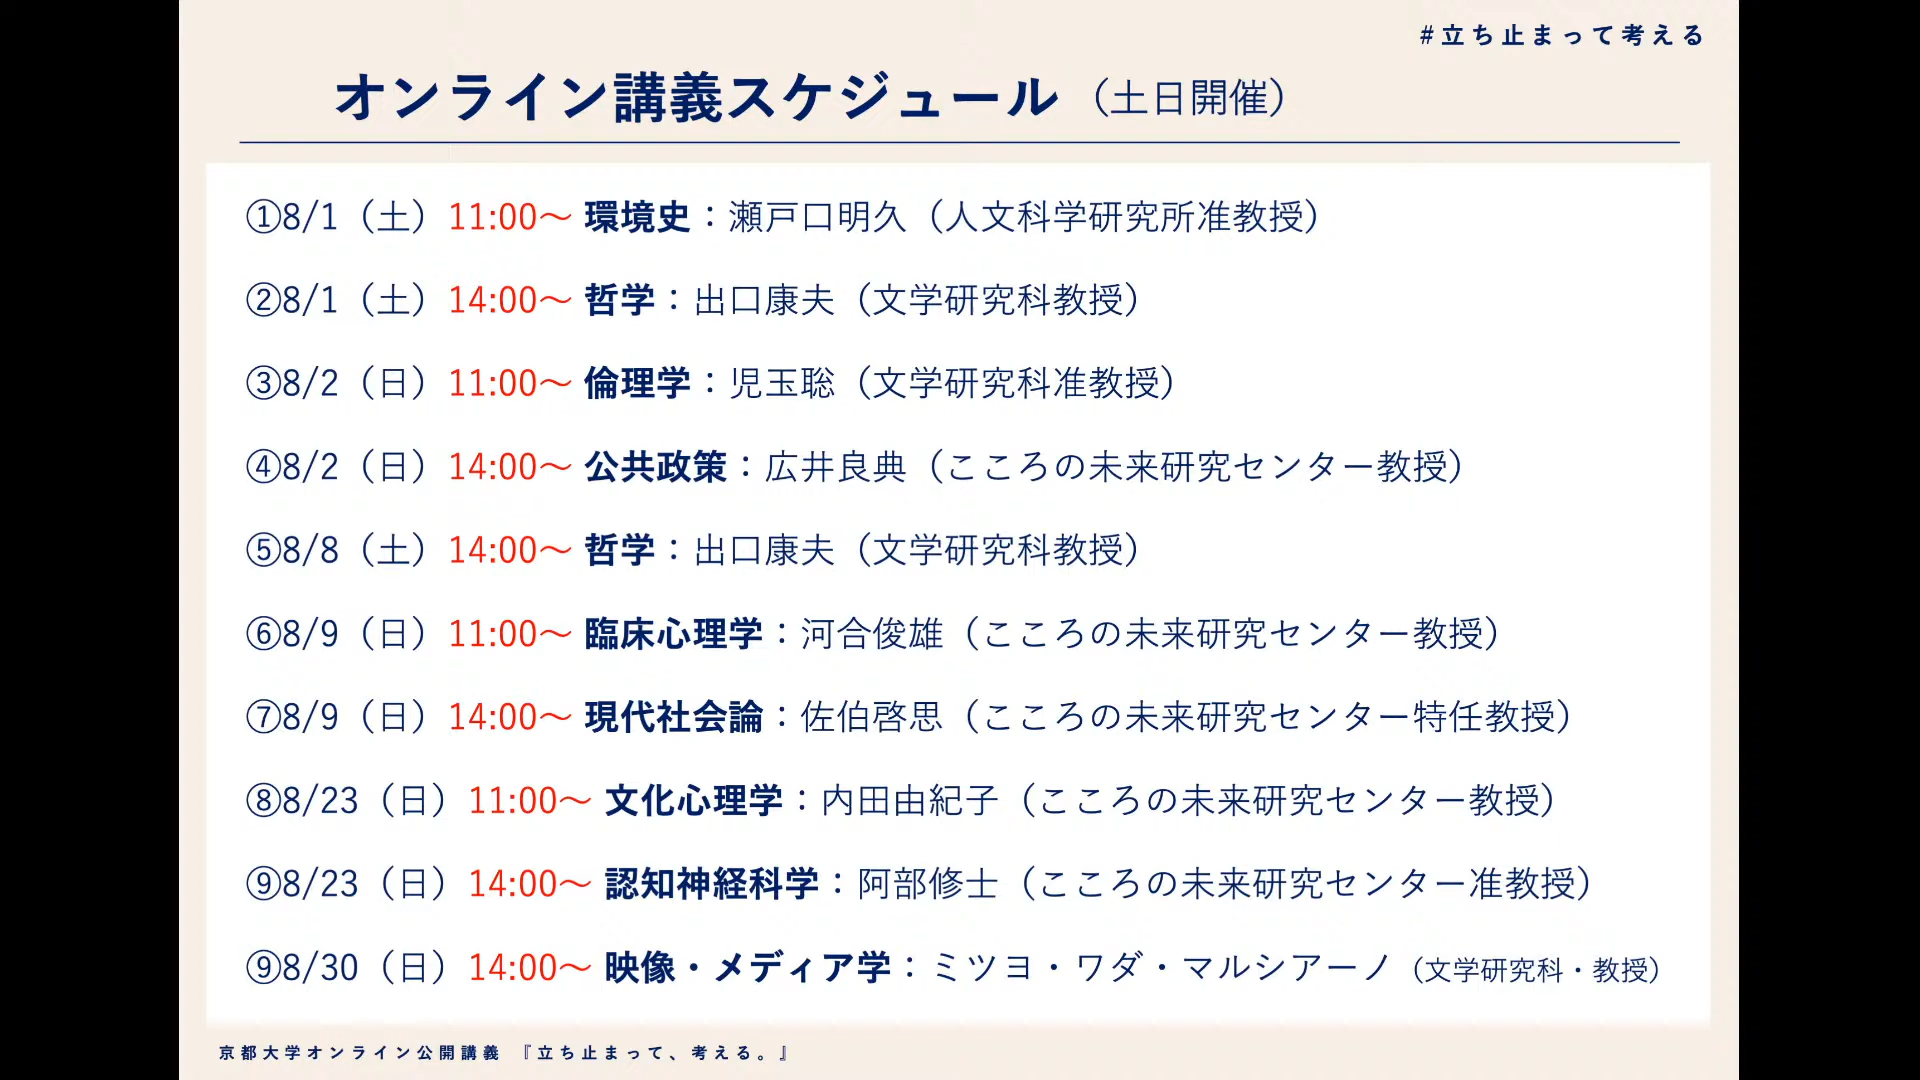 #立ち止まって考える
オンライン講義スケジュール（土日開催）
①8/1（土）11:00〜 環境史：瀬戸口明久（人文科学研究所准教授）
②8/1（土）14:00〜 哲学：出口康夫（文学研究科教授）
③8/2（日）11:00〜 倫理学：児玉聡（文学研究科准教授）
④8/2（日）14:00〜 公共政策：広井良典（こころの未来研究センター教授）
⑤8/8（土）14:00〜 哲学：出口康夫（文学研究科教授）
⑥8/9（日）11:00〜 臨床心理学：河合俊雄（こころの未来研究センター教授）
⑦8/9（日）14:00〜 現代社会論：佐伯啓思（こころの未来研究センター特任教授）
⑧8/23（日）11:00〜 文化心理学：内田由紀子（こころの未来研究センター教授）
⑨8/23（日）14:00〜 認知神経科学：阿部修士（こころの未来研究センター准教授）
⑨8/30（日）14:00〜 映像・メディア学：ミツヨ・ワダ・マルシアーノ（文学研究科・教授）
京都大学オンライン公開講義『立ち止まって、考える。』